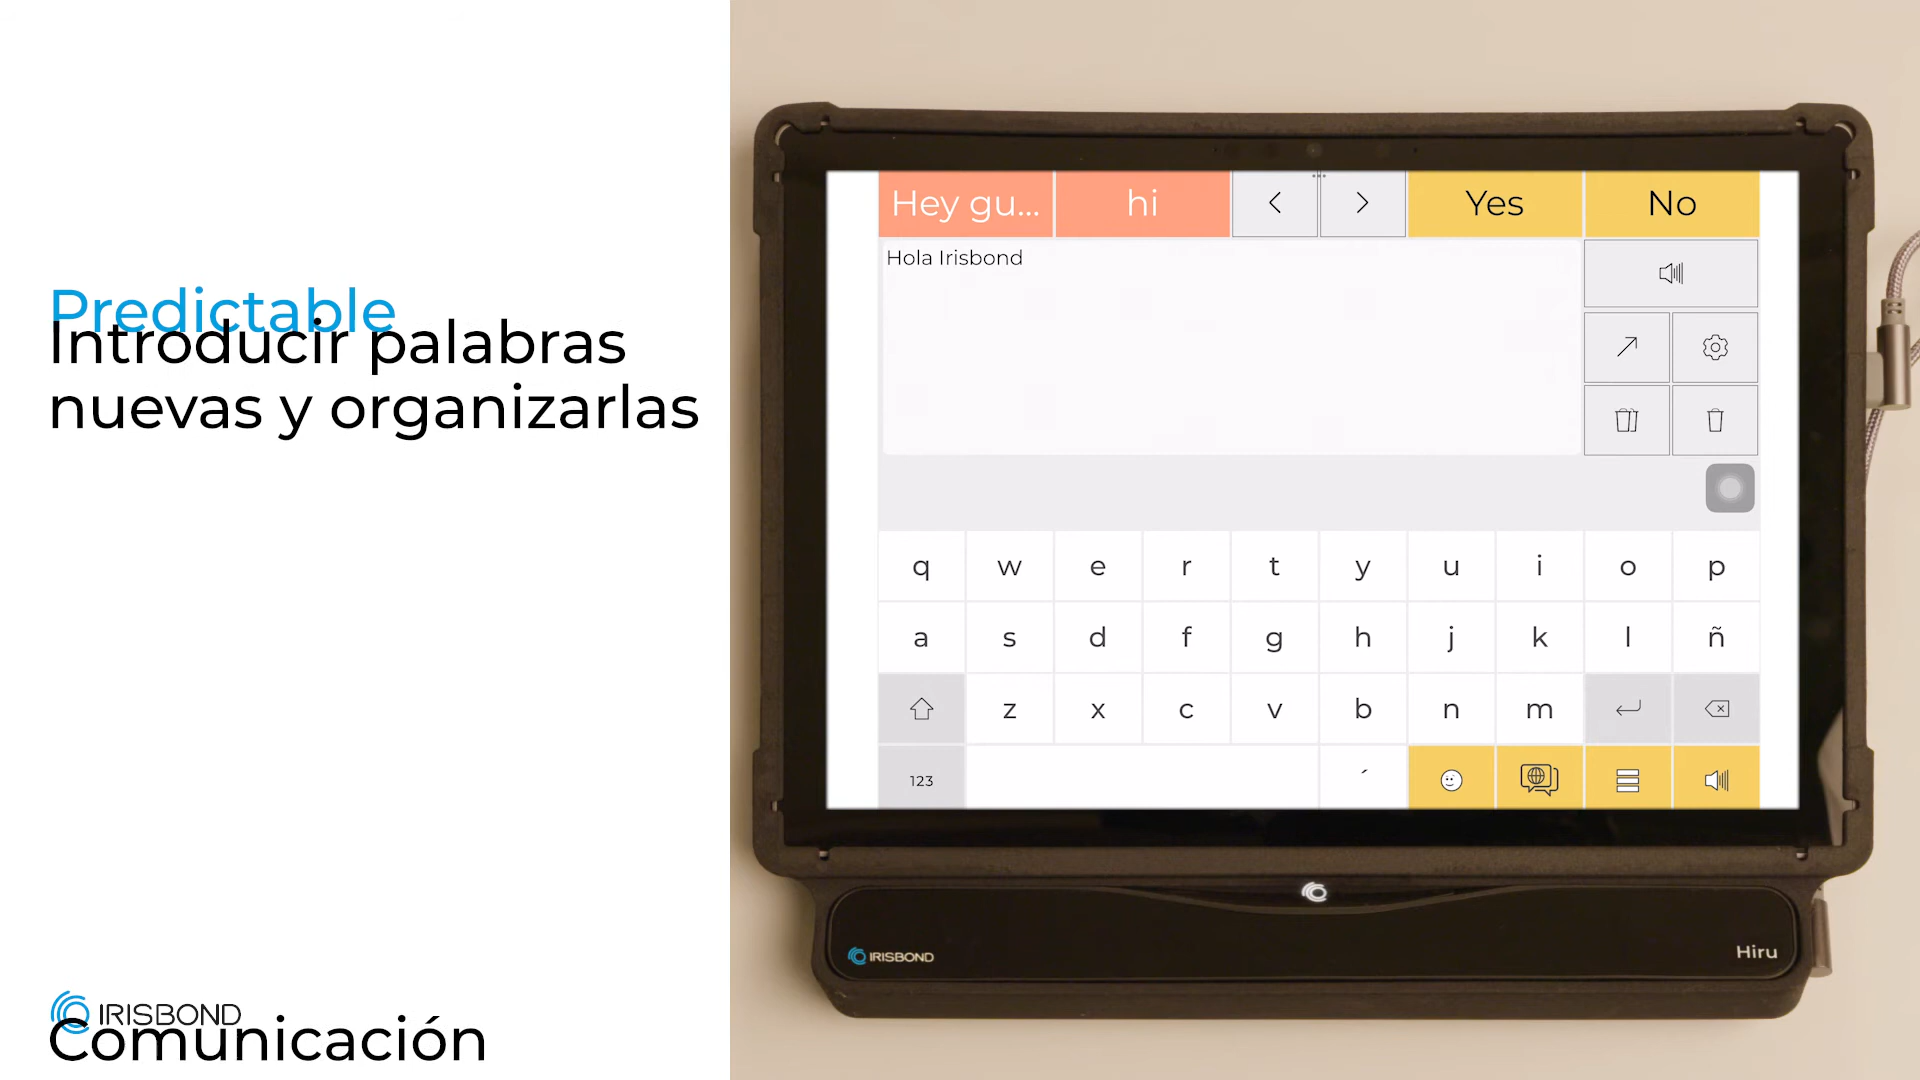 Predictable
Introducir palabras
nuevas y organizarlas
IRISBOND
Comunicación
Hey gu... hi Yes No
Hola Irisbond
q w e r t y u i o p
a s d f g h j k l ñ
z x c v b n m
123 ´
IRISBOND Hiru